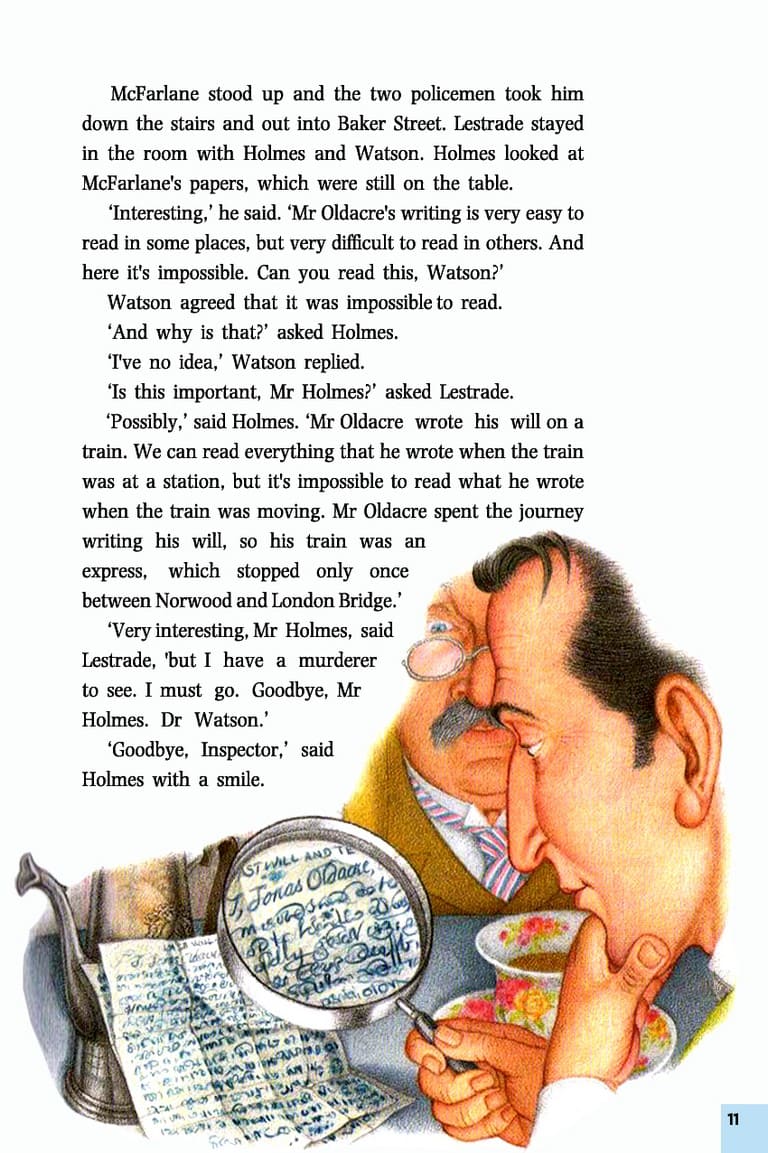 McFarlane stood up and the two policemen took him
down the stairs and out into Baker Street. Lestrade stayed
in the room with Holmes and Watson. Holmes looked at
McFarlane's papers, which were still on the table.
‘Interesting,’ he said. ‘Mr Oldacre's writing is very easy to
read in some places, but very difficult to read in others. And
here it's impossible. Can you read this, Watson?’
Watson agreed that it was impossible to read.
‘And why is that?’ asked Holmes.
‘I've no idea,’ Watson replied.
‘Is this important, Mr Holmes?’ asked Lestrade.
‘Possibly,’ said Holmes. ‘Mr Oldacre wrote his will on a
train. We can read everything that he wrote when the train
was at a station, but it's impossible to read what he wrote
when the train was moving. Mr Oldacre spent the journey
writing his will, so his train was an
express, which stopped only once
between Norwood and London Bridge.’
‘Very interesting, Mr Holmes, said
Lestrade, 'but I have a murderer
to see. I must go. Goodbye, Mr
Holmes. Dr Watson.’
‘Goodbye, Inspector,’ said
Holmes with a smile.
ST WILL AND TE
I, Jonas Oldacre,
11